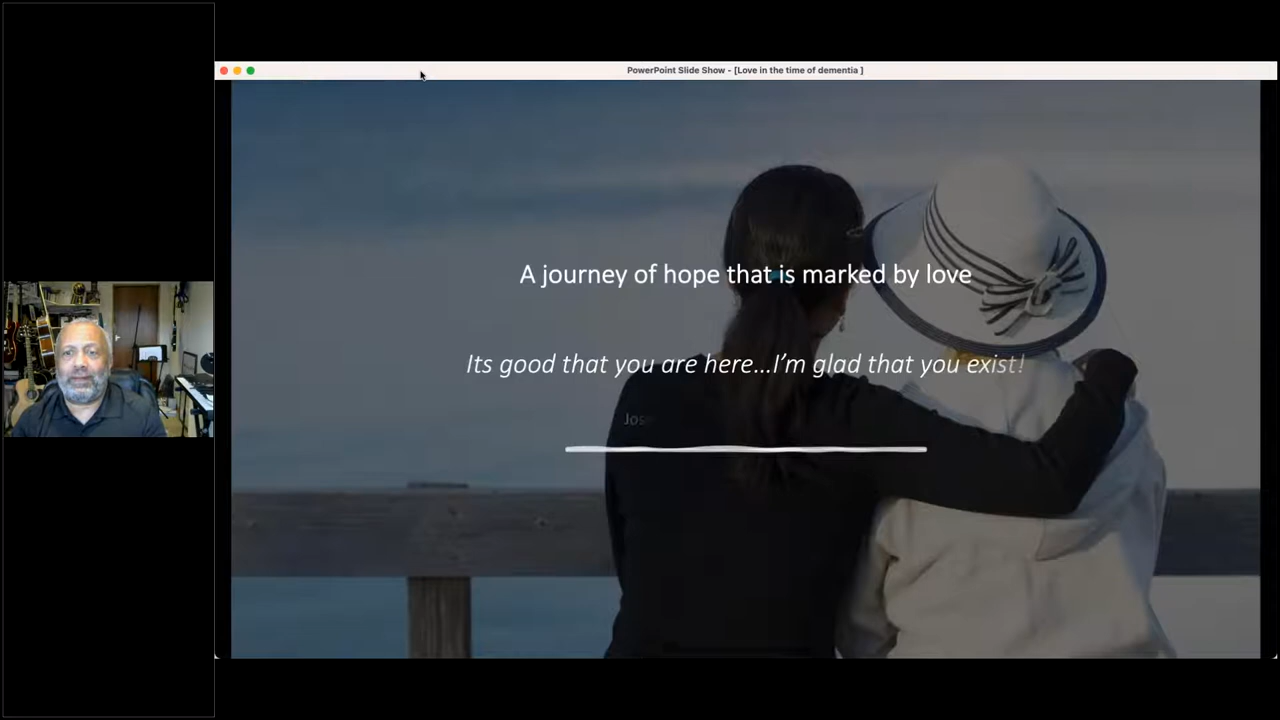 PowerPoint Slide Show - [Love in the time of dementia ]
A journey of hope that is marked by love
Its good that you are here...I'm glad that you exist!